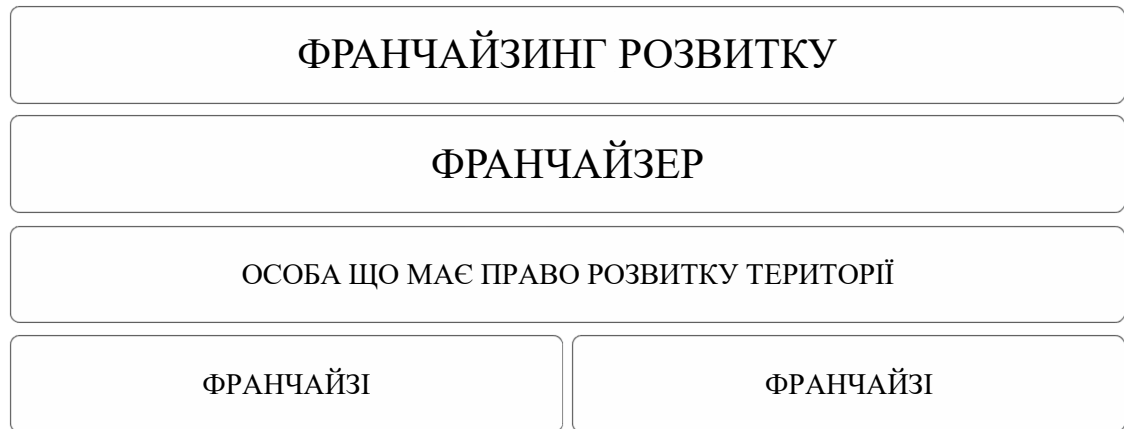 ФРАНЧАЙЗИНГ РОЗВИТКУ
ФРАНЧАЙЗЕР
ОСОБА ЩО МАЄ ПРАВО РОЗВИТКУ ТЕРИТОРІЇ
ФРАНЧАЙЗІ
ФРАНЧАЙЗІ